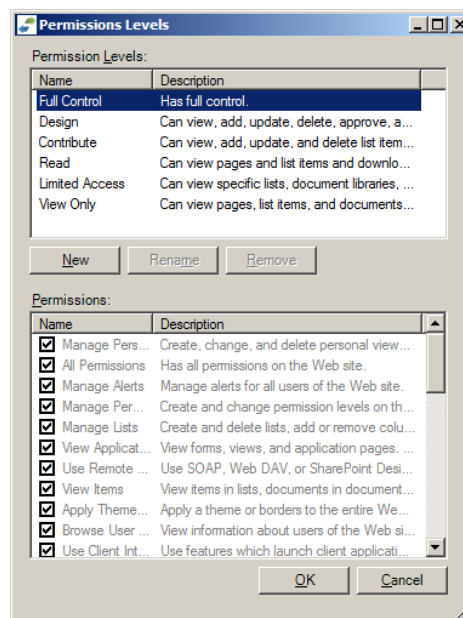 Permissions Levels
Permission Levels:
Name Description
Full Control Has full control.
Design Can view, add, update, delete, approve, a...
Contribute Can view, add, update, and delete list item...
Read Can view pages and list items and downlo...
Limited Access Can view specific lists, document libraries, ...
View Only Can view pages, list items, and documents...
New Rename Remove
Permissions:
Name Description
Manage Pers... Create, change, and delete personal view...
All Permissions Has all permissions on the Web site.
Manage Alerts Manage alerts for all users of the Web site.
Manage Per... Create and change permission levels on th...
Manage Lists Create and delete lists, add or remove colu...
View Applicat... View forms, views, and application pages. ...
Use Remote ... Use SOAP, Web DAV, or SharePoint Desi...
View Items View items in lists, documents in document...
Apply Theme... Apply a theme or borders to the entire We...
Browse User ... View information about users of the Web si...
Use Client Int... Use features which launch client applicati...
OK Cancel